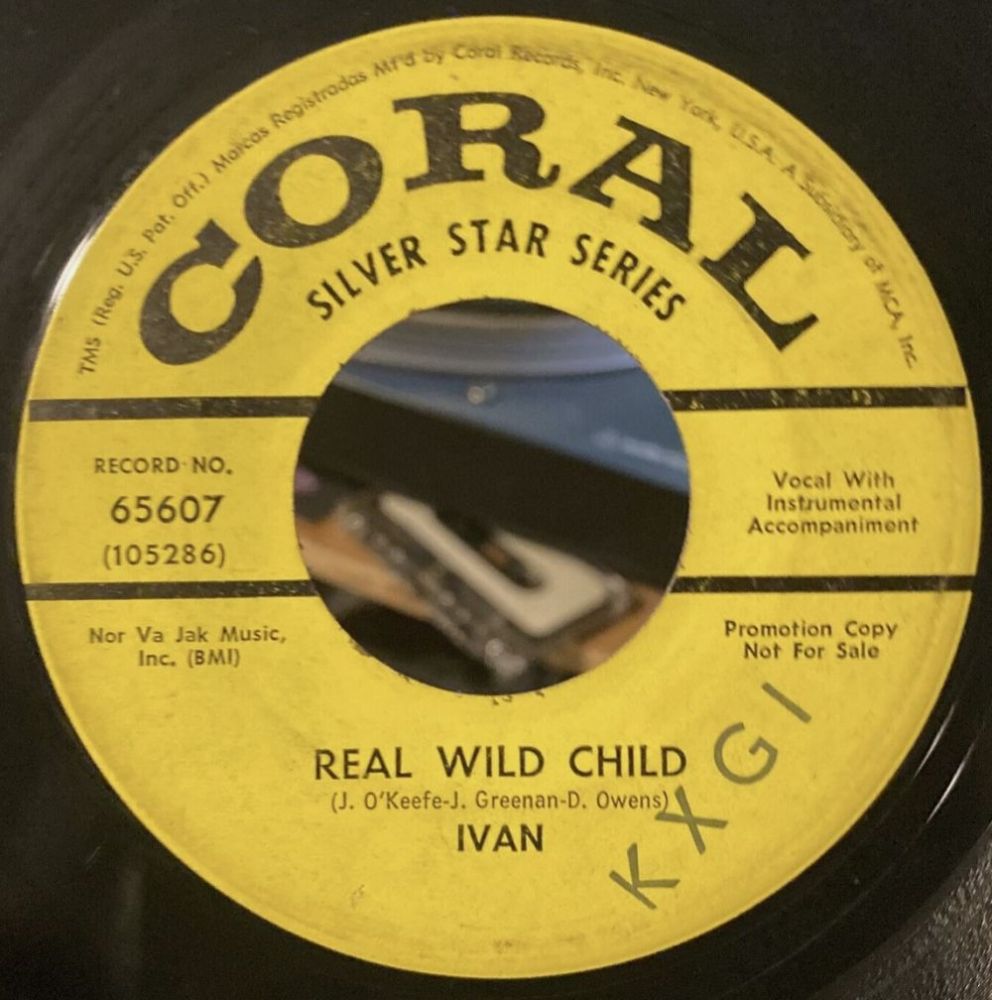 TMS (Reg. U.S. Pat. Off.) Marcas Registradas Mf'd by Coral Records, Inc. New York, U.S.A. A Subsidiary of MCA, Inc.
CORAL
SILVER STAR SERIES
RECORD NO.
65607
(105286)
Vocal With
Instrumental
Accompaniment
Nor Va Jak Music,
Inc. (BMI)
Promotion Copy
Not For Sale
REAL WILD CHILD
(J. O'Keefe-J. Greenan-D. Owens)
IVAN
KXGI